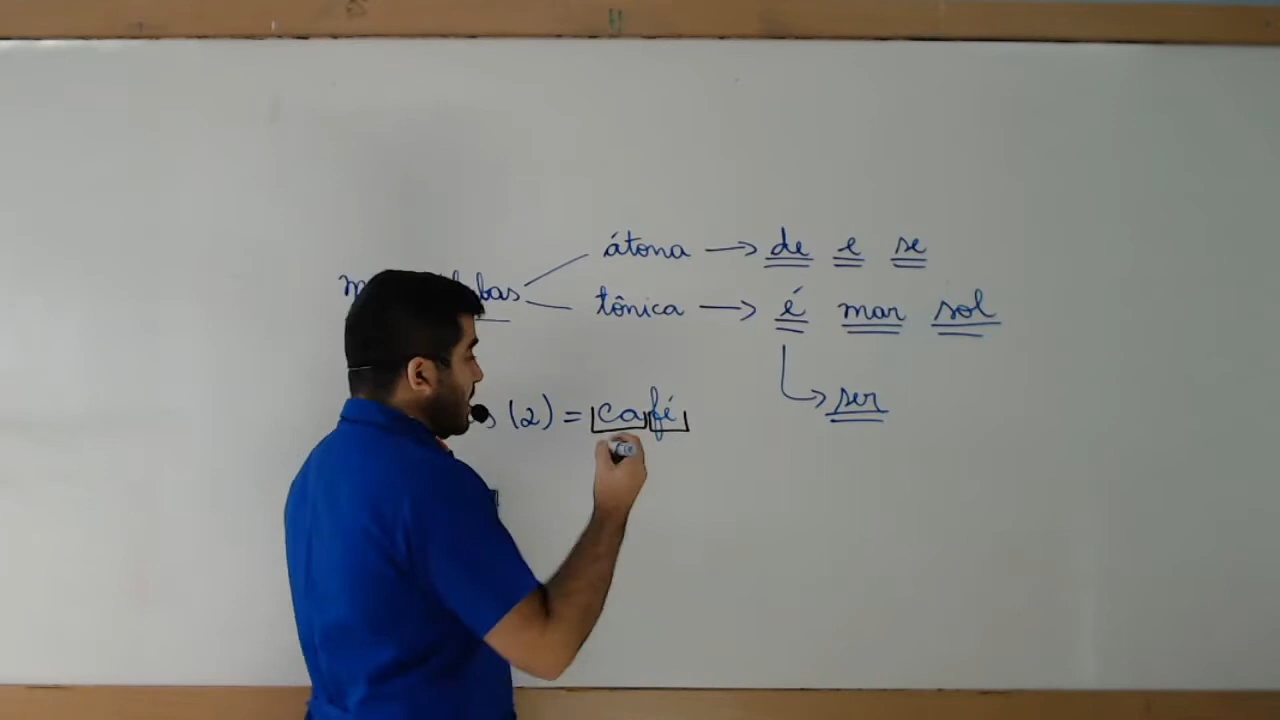 átona → de e se
tônica → é mar sol
ser
(2) = café